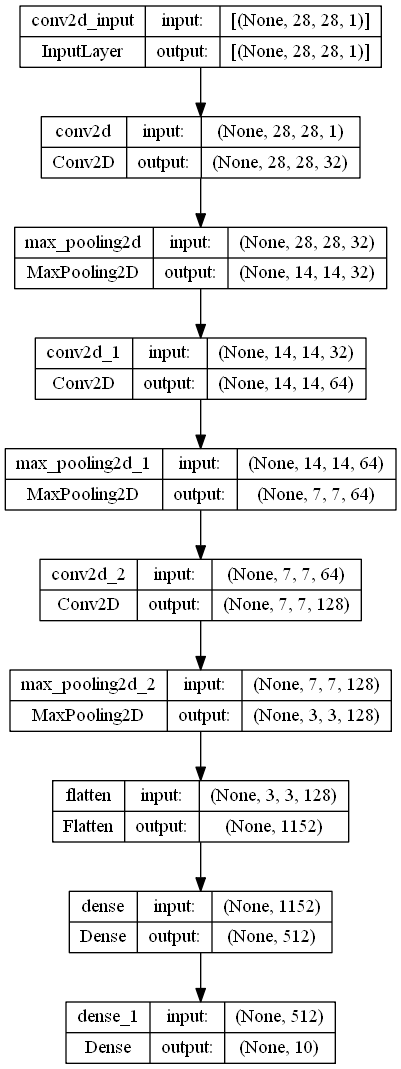 conv2d_input input: [(None, 28, 28, 1)]
InputLayer output: [(None, 28, 28, 1)]
conv2d input: (None, 28, 28, 1)
Conv2D output: (None, 28, 28, 32)
max_pooling2d input: (None, 28, 28, 32)
MaxPooling2D output: (None, 14, 14, 32)
conv2d_1 input: (None, 14, 14, 32)
Conv2D output: (None, 14, 14, 64)
max_pooling2d_1 input: (None, 14, 14, 64)
MaxPooling2D output: (None, 7, 7, 64)
conv2d_2 input: (None, 7, 7, 64)
Conv2D output: (None, 7, 7, 128)
max_pooling2d_2 input: (None, 7, 7, 128)
MaxPooling2D output: (None, 3, 3, 128)
flatten input: (None, 3, 3, 128)
Flatten output: (None, 1152)
dense input: (None, 1152)
Dense output: (None, 512)
dense_1 input: (None, 512)
Dense output: (None, 10)